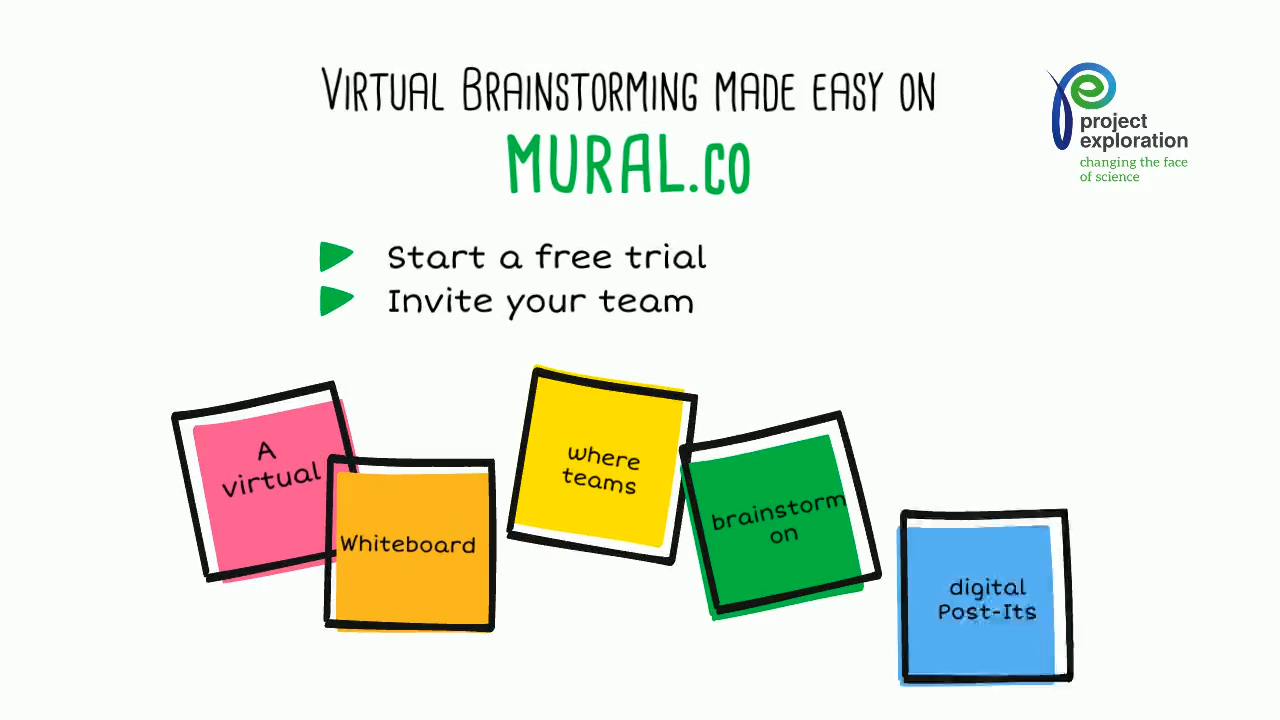 Virtual Brainstorming made easy on
MURAL.co
project
exploration
changing the face
of science
Start a free trial
Invite your team
A
virtual
Whiteboard
where
teams
brainstorm
on
digital
Post-Its